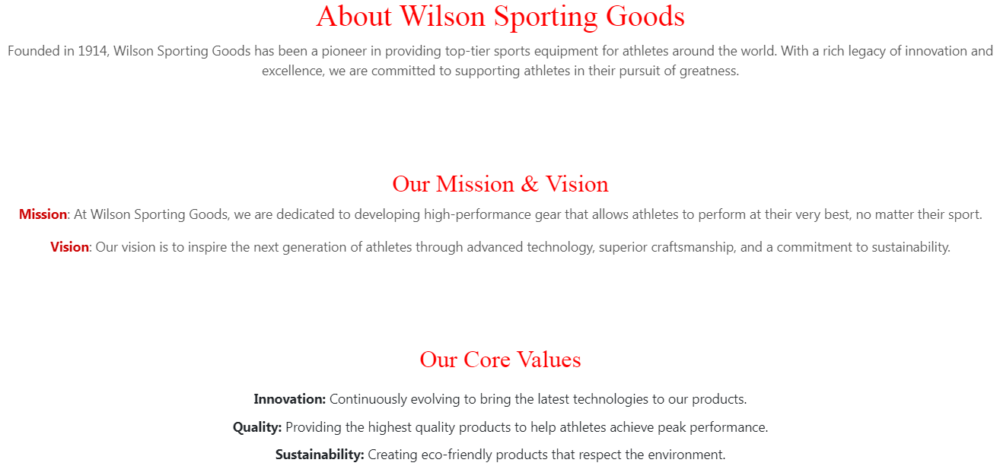 About Wilson Sporting Goods
Founded in 1914, Wilson Sporting Goods has been a pioneer in providing top-tier sports equipment for athletes around the world. With a rich legacy of innovation and
excellence, we are committed to supporting athletes in their pursuit of greatness.
Our Mission & Vision
Mission: At Wilson Sporting Goods, we are dedicated to developing high-performance gear that allows athletes to perform at their very best, no matter their sport.
Vision: Our vision is to inspire the next generation of athletes through advanced technology, superior craftsmanship, and a commitment to sustainability.
Our Core Values
Innovation: Continuously evolving to bring the latest technologies to our products.
Quality: Providing the highest quality products to help athletes achieve peak performance.
Sustainability: Creating eco-friendly products that respect the environment.